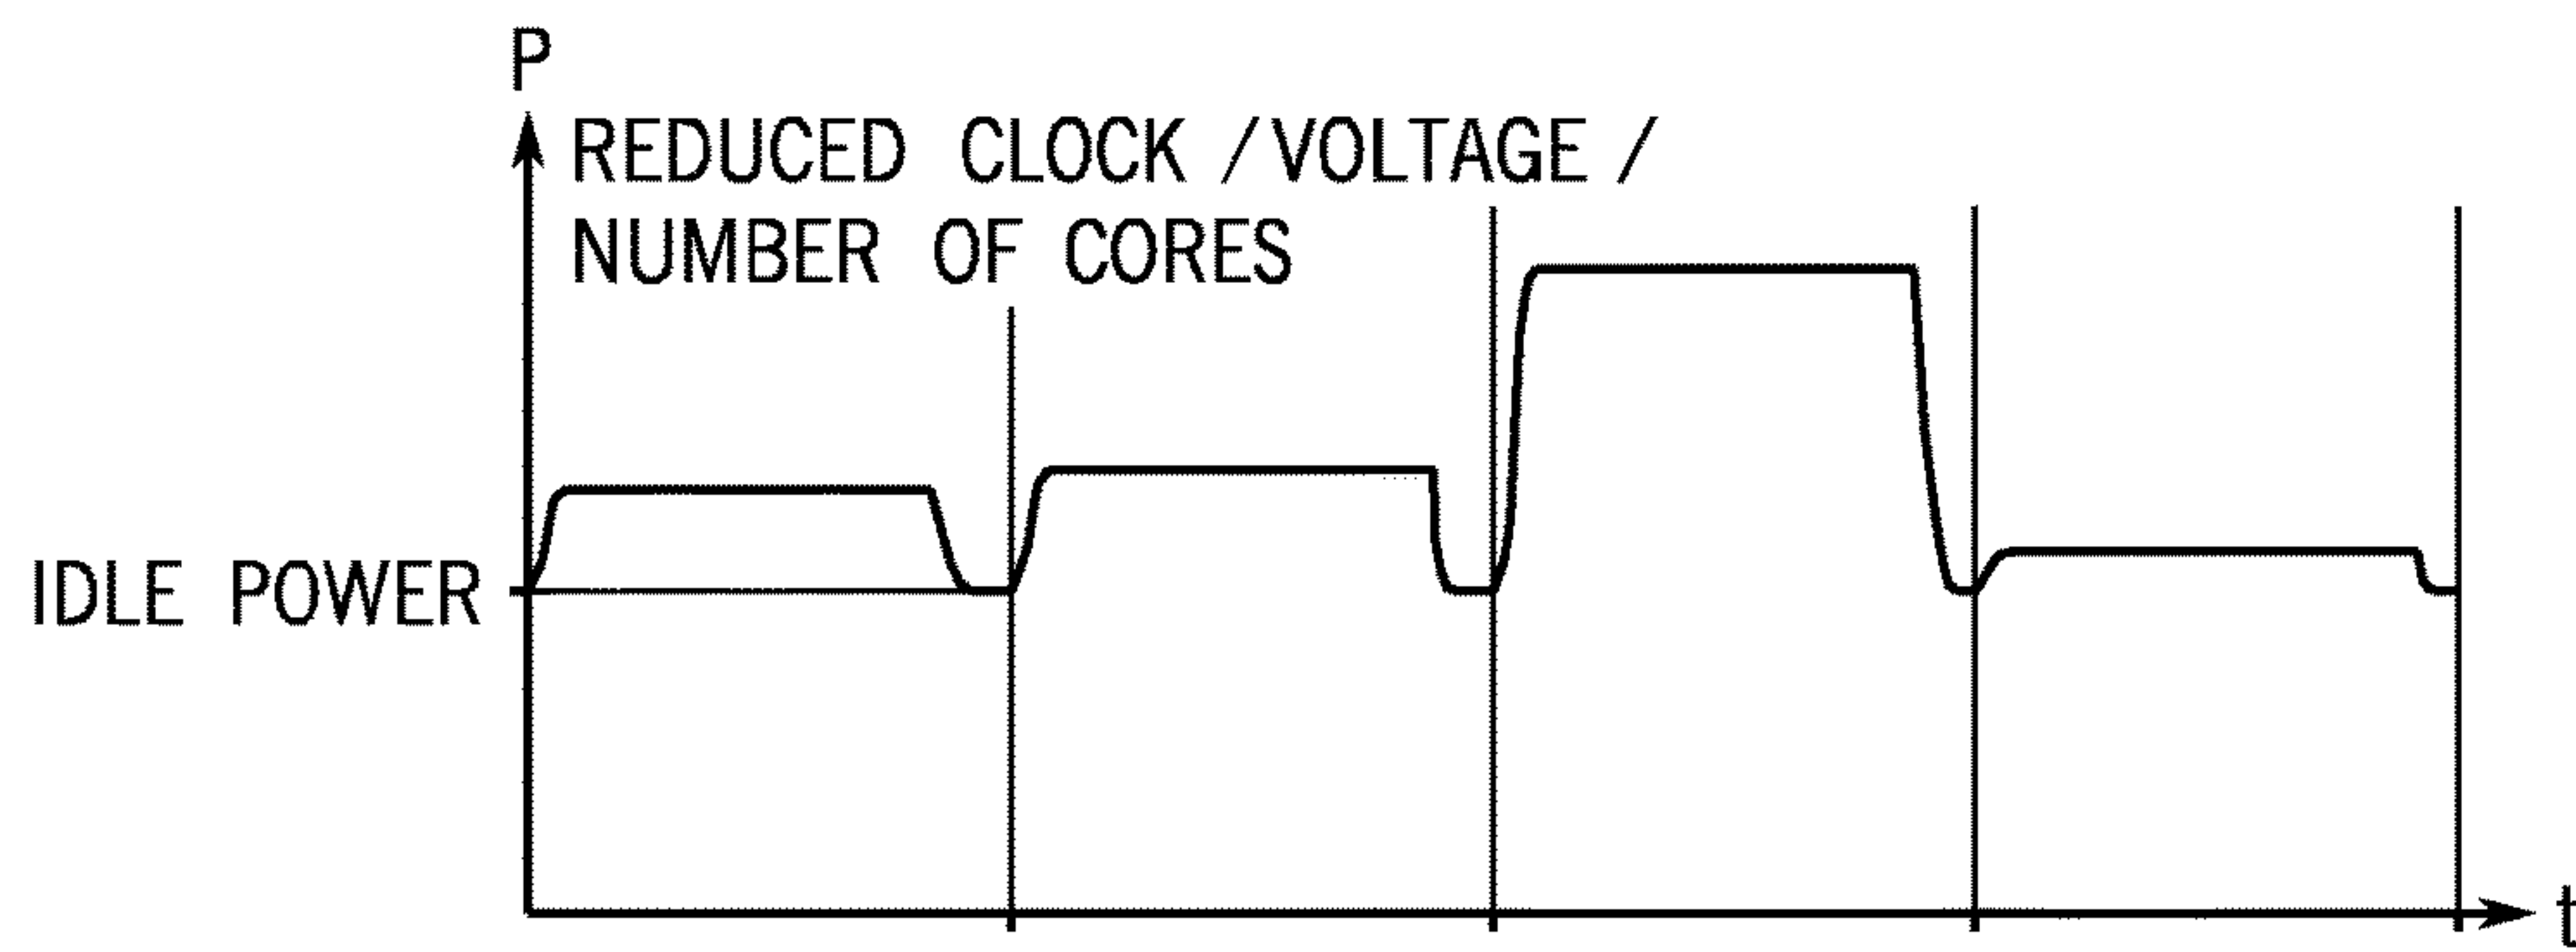 P
REDUCED CLOCK / VOLTAGE /
NUMBER OF CORES
IDLE POWER
t